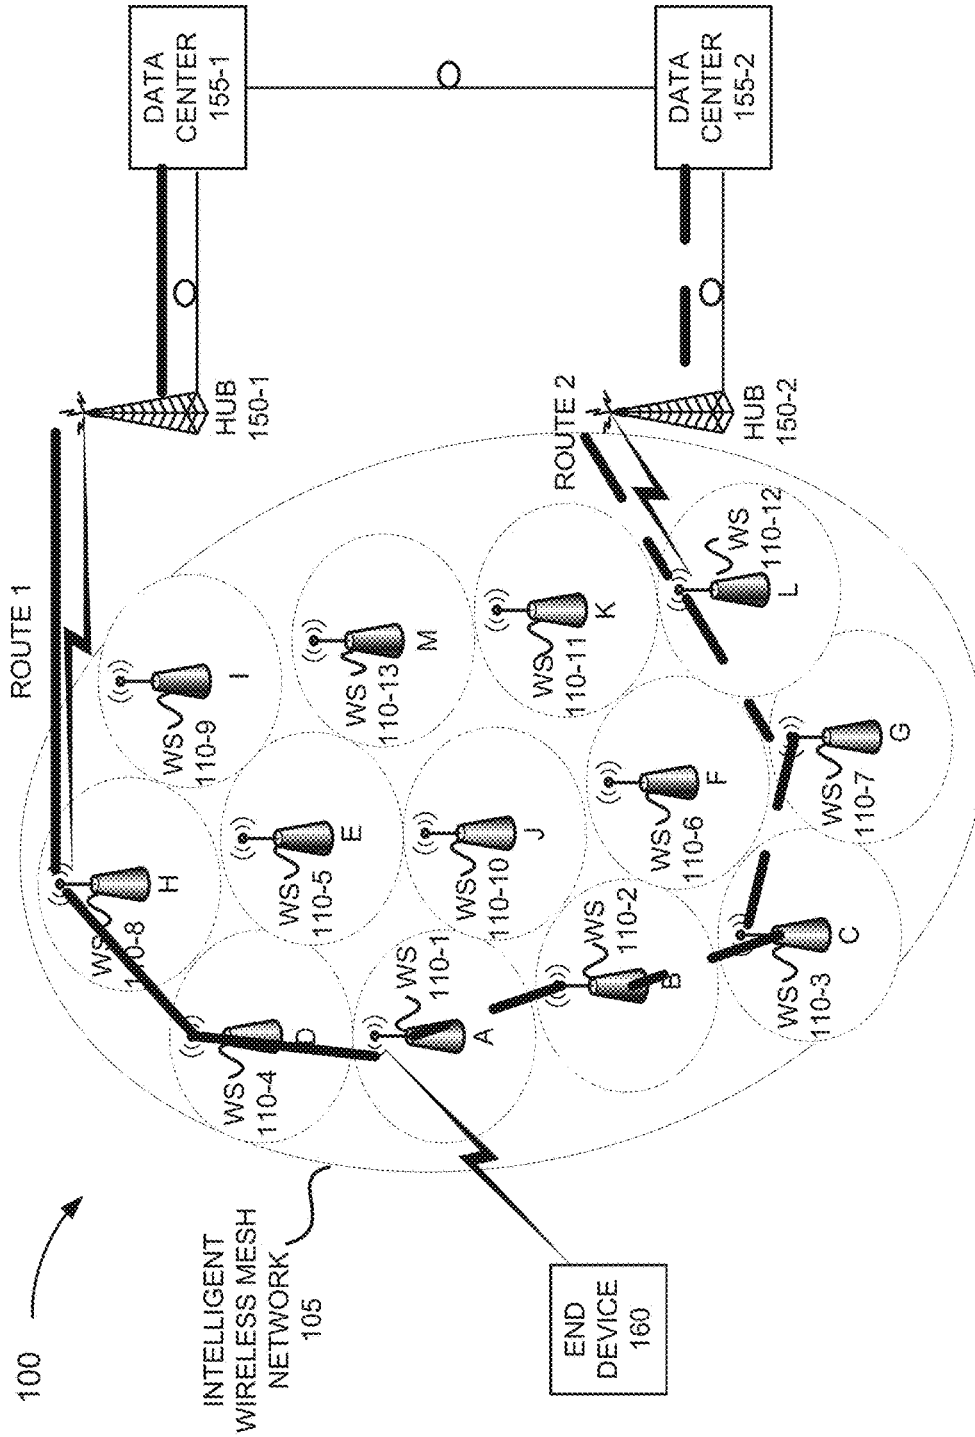 100
INTELLIGENT
WIRELESS MESH
NETWORK
105
END
DEVICE
160
ROUTE 1
ROUTE 2
WS
110-8
H
WS
110-9
I
WS
110-4
D
WS
110-5
E
WS
110-13
M
WS
110-1
A
WS
110-10
J
WS
110-11
K
WS
110-2
B
WS
110-6
F
WS
110-12
L
WS
110-3
C
WS
110-7
G
HUB
150-1
HUB
150-2
DATA
CENTER
155-1
DATA
CENTER
155-2